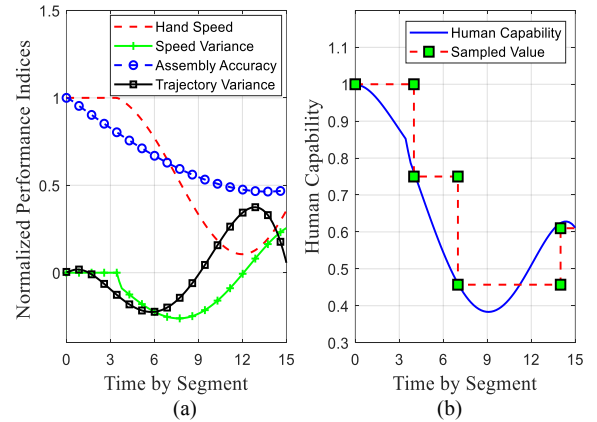 1.5
1
0.5
0
Normalized Performance Indices
Hand Speed
Speed Variance
Assembly Accuracy
Trajectory Variance
0 3 6 9 12 15
Time by Segment
(a)
1.1
1
0.9
0.8
0.7
0.6
0.5
0.4
0.3
Human Capability
Human Capability
Sampled Value
0 3 6 9 12 15
Time by Segment
(b)